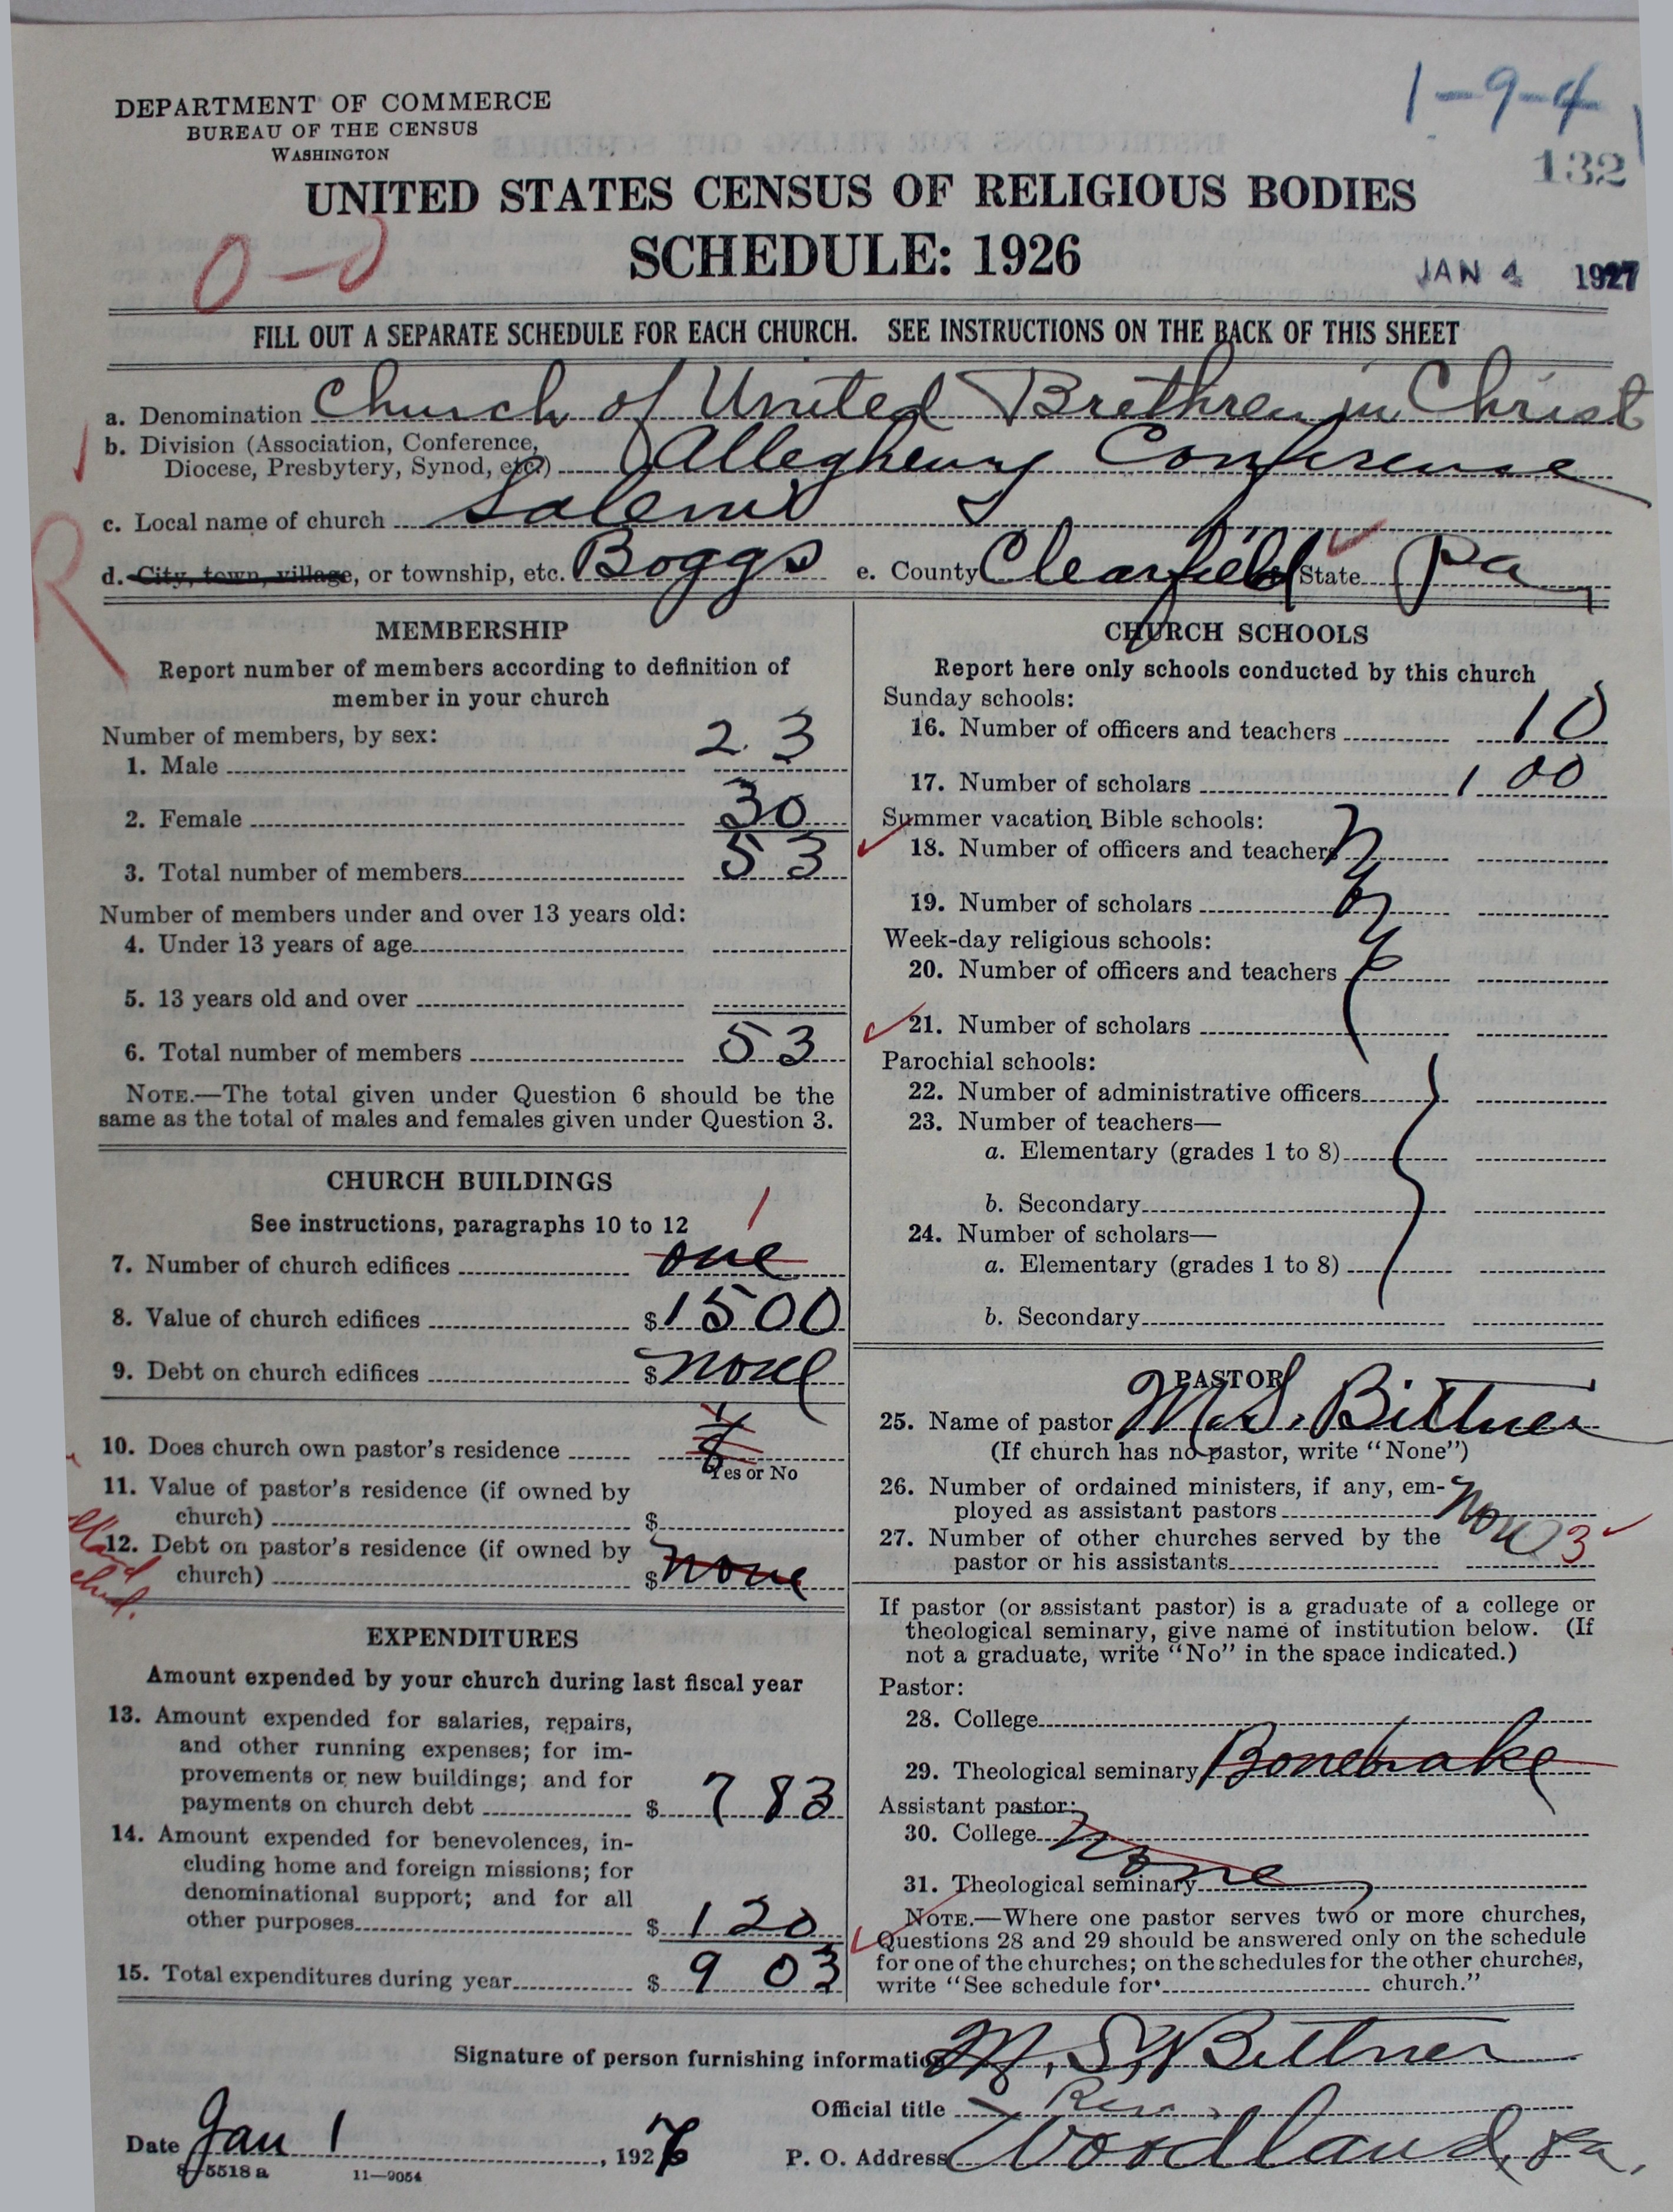 1-9-4
DEPARTMENT OF COMMERCE
BUREAU OF THE CENSUS
WASHINGTON
132
UNITED STATES CENSUS OF RELIGIOUS BODIES
SCHEDULE: 1926
0-0
JAN 4 1927
FILL OUT A SEPARATE SCHEDULE FOR EACH CHURCH. SEE INSTRUCTIONS ON THE BACK OF THIS SHEET
a. Denomination Church of United Brethren in Christ
b. Division (Association, Conference,
Diocese, Presbytery, Synod, etc.) Allegheny Conference
c. Local name of church Salem
R
d. City, town, village, or township, etc. Boggs e. County Clearfield State Pa
MEMBERSHIP
Report number of members according to definition of
member in your church
Number of members, by sex:
1. Male 23
2. Female 30
3. Total number of members 53
Number of members under and over 13 years old:
4. Under 13 years of age
5. 13 years old and over
6. Total number of members 53
NOTE.—The total given under Question 6 should be the
same as the total of males and females given under Question 3.
CHURCH BUILDINGS
See instructions, paragraphs 10 to 12
1
7. Number of church edifices one
8. Value of church edifices $1500
9. Debt on church edifices $none
10. Does church own pastor's residence
Yes or No
11. Value of pastor's residence (if owned by
church) $
12. Debt on pastor's residence (if owned by
church) $none
EXPENDITURES
Amount expended by your church during last fiscal year
13. Amount expended for salaries, repairs,
and other running expenses; for im-
provements or new buildings; and for
payments on church debt $ 783
14. Amount expended for benevolences, in-
cluding home and foreign missions; for
denominational support; and for all
other purposes $ 120
15. Total expenditures during year $ 903
CHURCH SCHOOLS
Report here only schools conducted by this church
Sunday schools:
16. Number of officers and teachers 10
17. Number of scholars 100
Summer vacation Bible schools:
18. Number of officers and teachers
19. Number of scholars
Week-day religious schools:
20. Number of officers and teachers
21. Number of scholars
Parochial schools:
22. Number of administrative officers
23. Number of teachers—
a. Elementary (grades 1 to 8)
b. Secondary
24. Number of scholars—
a. Elementary (grades 1 to 8)
b. Secondary
PASTOR
25. Name of pastor M. S. Bittner
(If church has no pastor, write "None")
26. Number of ordained ministers, if any, em-
ployed as assistant pastors None
27. Number of other churches served by the
pastor or his assistants 3
If pastor (or assistant pastor) is a graduate of a college or
theological seminary, give name of institution below. (If
not a graduate, write "No" in the space indicated.)
Pastor:
28. College
29. Theological seminary Bonebrake
Assistant pastor:
30. College none
31. Theological seminary
NOTE.—Where one pastor serves two or more churches,
Questions 28 and 29 should be answered only on the schedule
for one of the churches; on the schedules for the other churches,
write "See schedule for church."
Signature of person furnishing information M. S. Bittner
Official title Rev.
Date Jan 1, 1926
P. O. Address Woodland, Pa.
8-5518 a 11-9054